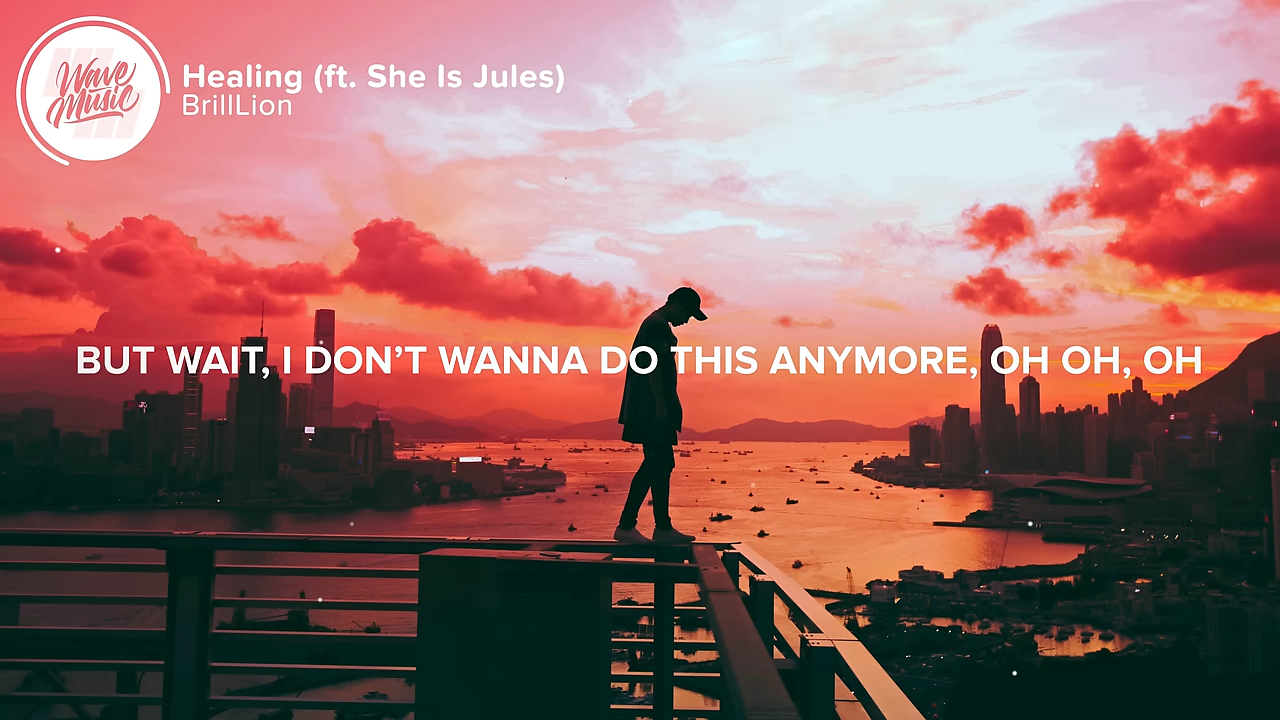 Wave
Music
Healing (ft. She Is Jules)
BrillLion
BUT WAIT, I DON’T WANNA DO THIS ANYMORE, OH OH, OH